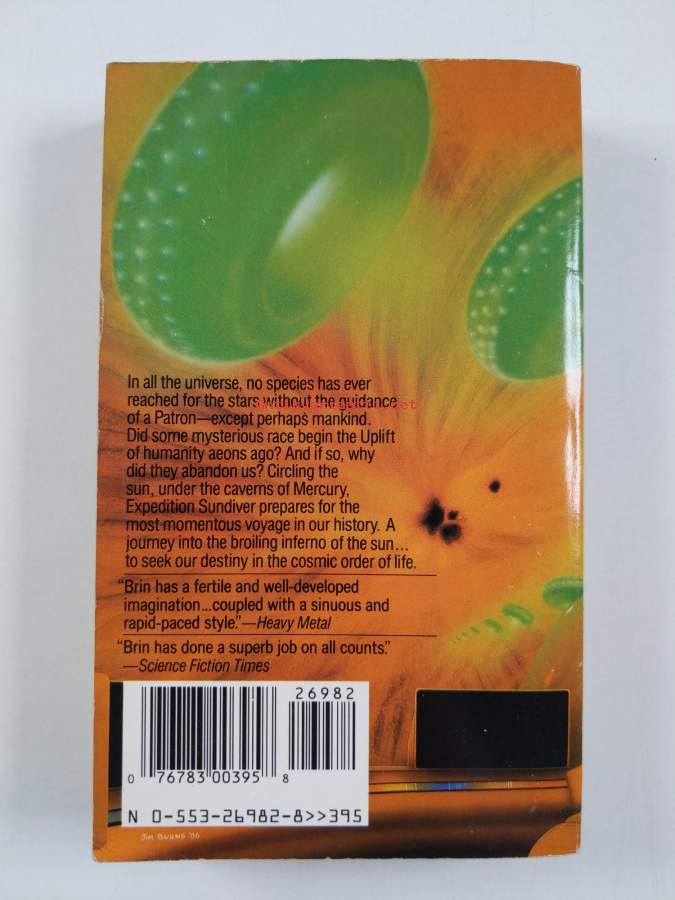 In all the universe, no species has ever
reached for the stars without the guidance
of a Patron—except perhaps mankind.
Did some mysterious race begin the Uplift
of humanity aeons ago? And if so, why
did they abandon us? Circling the
sun, under the caverns of Mercury,
Expedition Sundiver prepares for the
most momentous voyage in our history. A
journey into the broiling inferno of the sun...
to seek our destiny in the cosmic order of life.
“Brin has a fertile and well-developed
imagination...coupled with a sinuous and
rapid-paced style.”—Heavy Metal
“Brin has done a superb job on all counts.”
—Science Fiction Times
26982
0 76783 00395 8
N 0-553-26982-8>>395
JIM BURNS '86